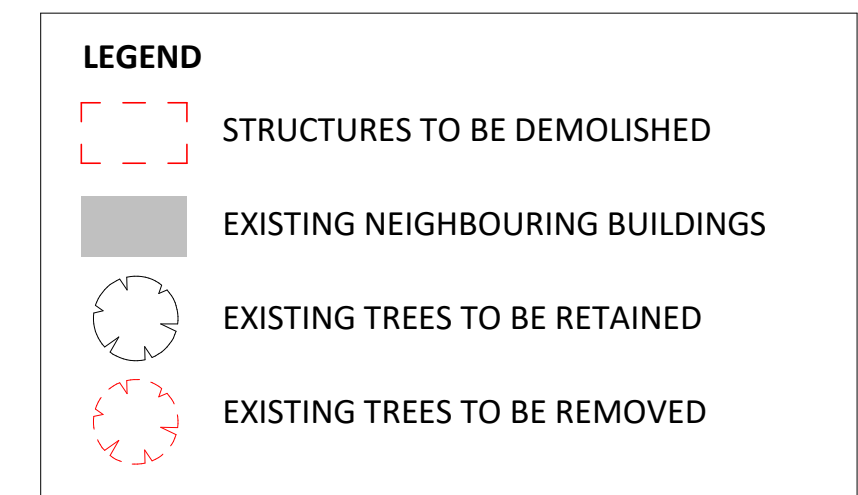 LEGEND
STRUCTURES TO BE DEMOLISHED
EXISTING NEIGHBOURING BUILDINGS
EXISTING TREES TO BE RETAINED
EXISTING TREES TO BE REMOVED